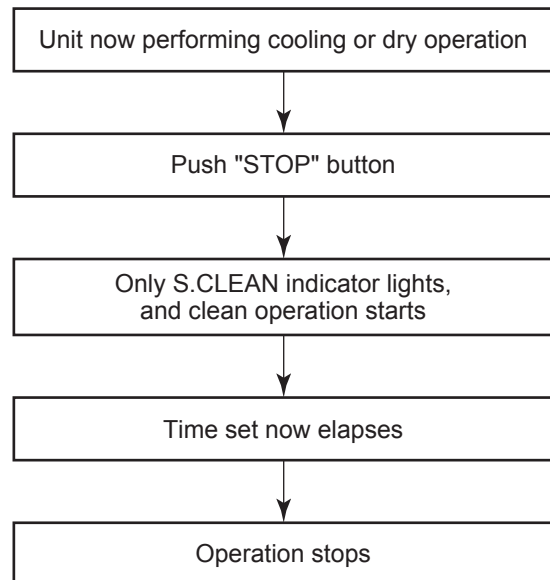 Unit now performing cooling or dry operation
Push "STOP" button
Only S.CLEAN indicator lights,
and clean operation starts
Time set now elapses
Operation stops